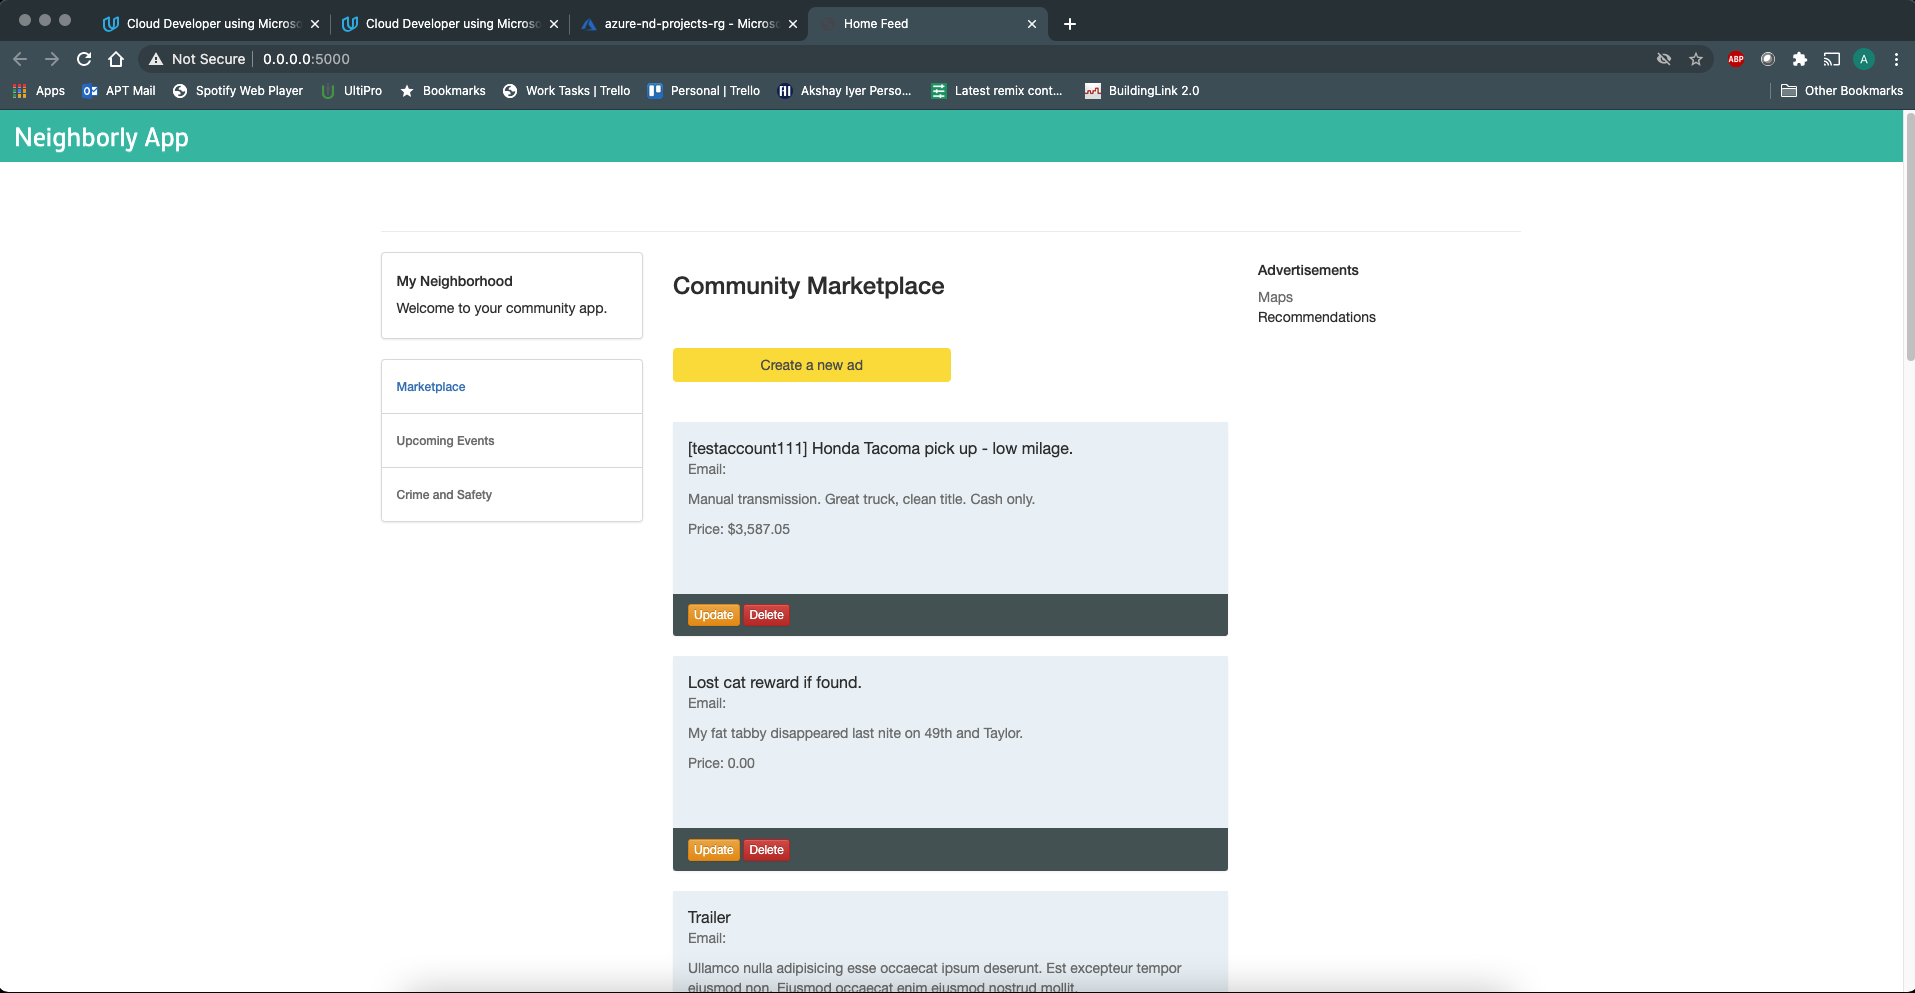 Cloud Developer using Microso
Cloud Developer using Microso
azure-nd-projects-rg - Microso
Home Feed
Not Secure 0.0.0.0:5000
ABP
A
Apps
APT Mail
Spotify Web Player
UltiPro
Bookmarks
Work Tasks | Trello
Personal | Trello
AI
Akshay Iyer Perso...
Latest remix cont...
BuildingLink 2.0
Other Bookmarks
Neighborly App
My Neighborhood
Welcome to your community app.
Marketplace
Upcoming Events
Crime and Safety
Community Marketplace
Create a new ad
[testaccount111] Honda Tacoma pick up - low milage.
Email:
Manual transmission. Great truck, clean title. Cash only.
Price: $3,587.05
Update Delete
Lost cat reward if found.
Email:
My fat tabby disappeared last nite on 49th and Taylor.
Price: 0.00
Update Delete
Trailer
Email:
Ullamco nulla adipisicing esse occaecat ipsum deserunt. Est excepteur tempor
eiusmod non. Eiusmod occaecat enim eiusmod nostrud mollit.
Advertisements
Maps
Recommendations